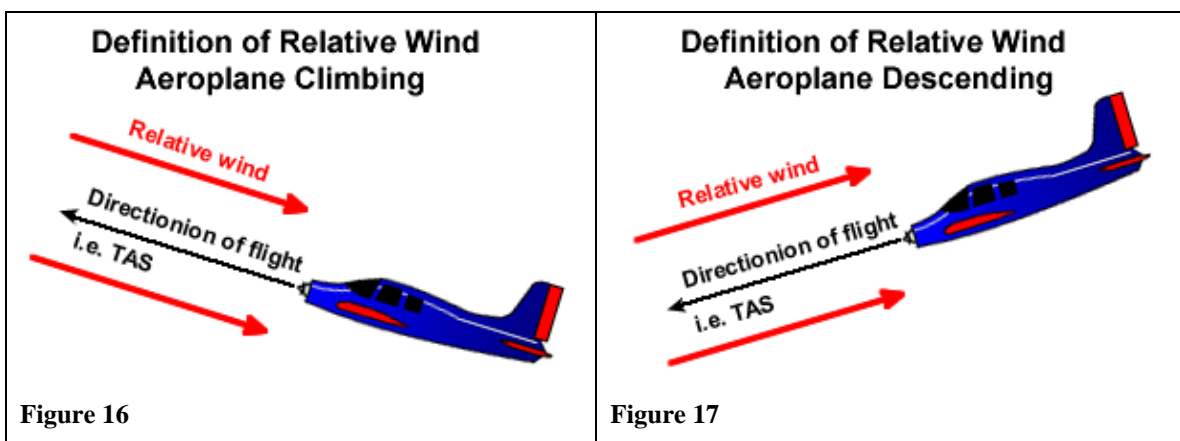 Definition of Relative Wind
Aeroplane Climbing
Relative wind
Directionion of flight
i.e. TAS
Figure 16
Definition of Relative Wind
Aeroplane Descending
Relative wind
Directionion of flight
i.e. TAS
Figure 17